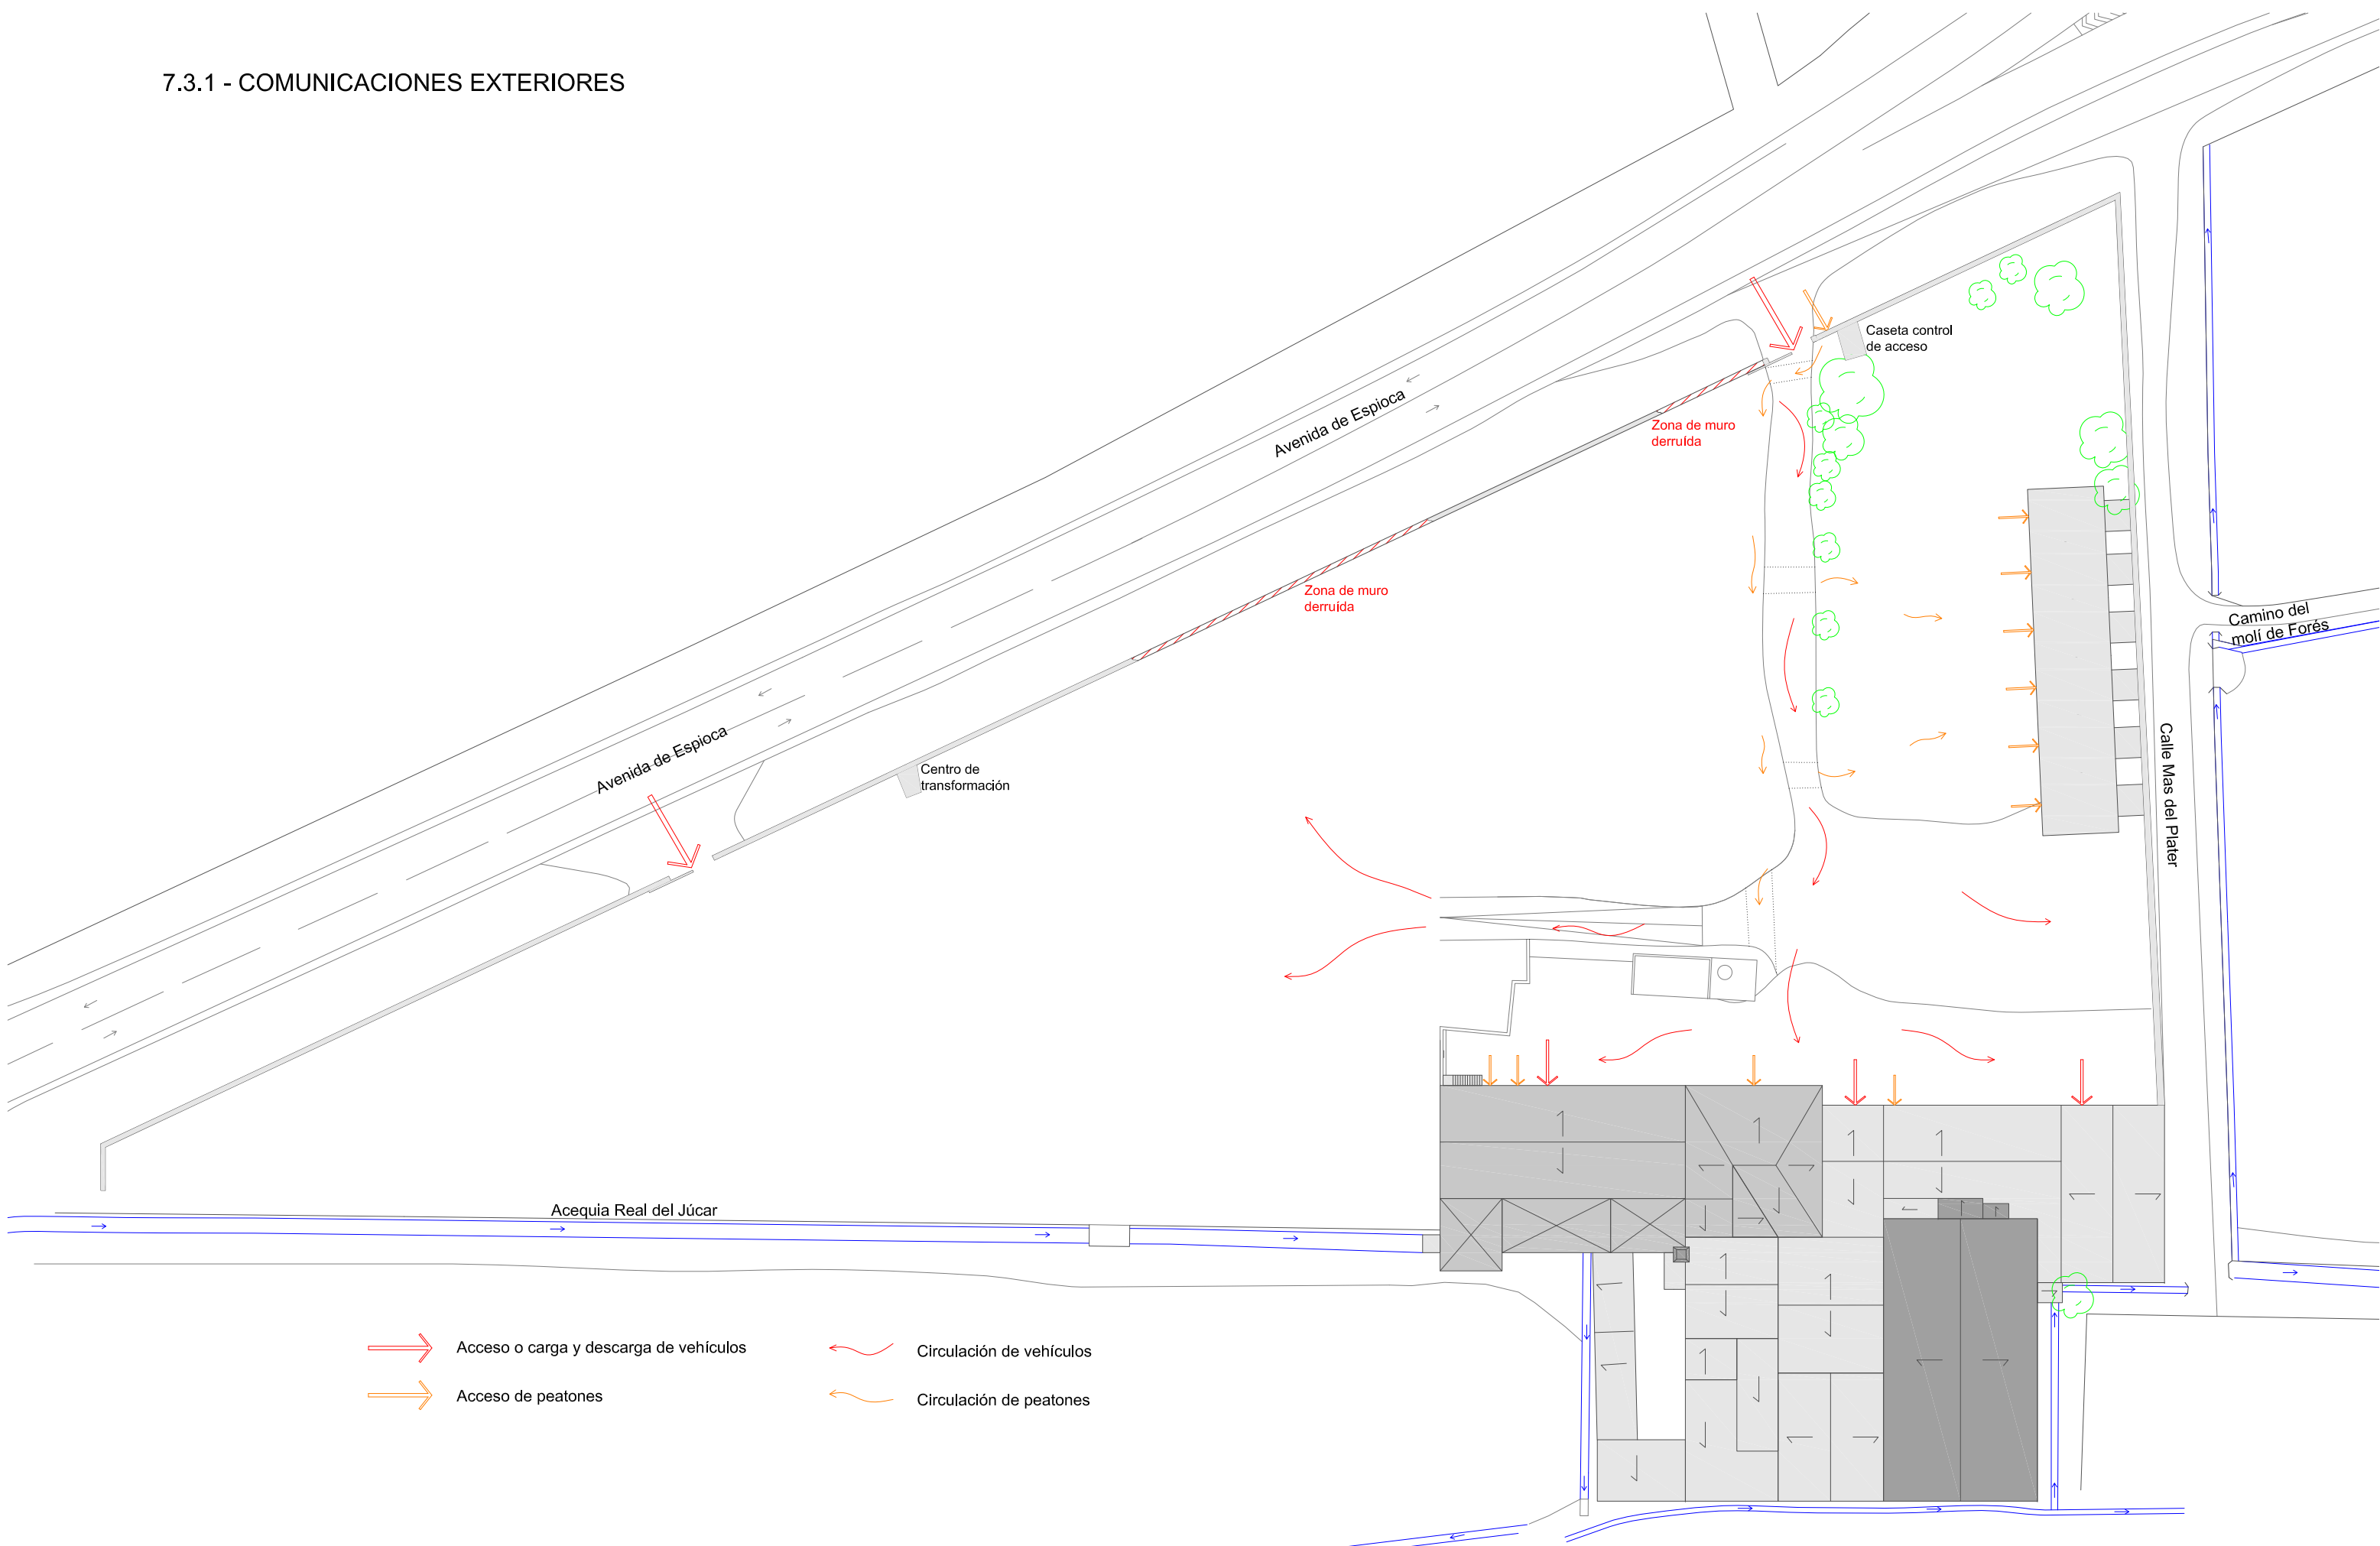 7.3.1 - COMUNICACIONES EXTERIORES
Caseta control
de acceso
Avenida de Espioca
Zona de muro
derruída
Zona de muro
derruída
Camino del
molí de Forés
Avenida de Espioca
Centro de
transformación
Calle Mas del Plater
Acequia Real del Júcar
Acceso o carga y descarga de vehículos
Circulación de vehículos
Acceso de peatones
Circulación de peatones